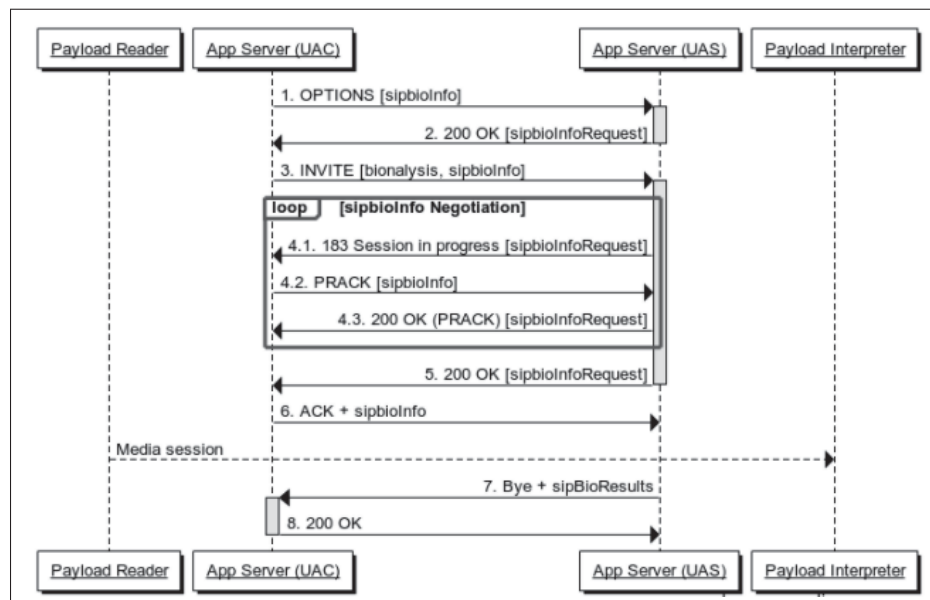 Payload Reader
App Server (UAC)
App Server (UAS)
Payload Interpreter
1. OPTIONS [sipbioInfo]
2. 200 OK [sipbioInfoRequest]
3. INVITE [bionalysis, sipbioInfo]
loop [sipbioInfo Negotiation]
4.1. 183 Session in progress [sipbioInfoRequest]
4.2. PRACK [sipbioInfo]
4.3. 200 OK (PRACK) [sipbioInfoRequest]
5. 200 OK [sipbioInfoRequest]
6. ACK + sipbioInfo
Media session
7. Bye + sipBioResults
8. 200 OK
Payload Reader
App Server (UAC)
App Server (UAS)
Payload Interpreter